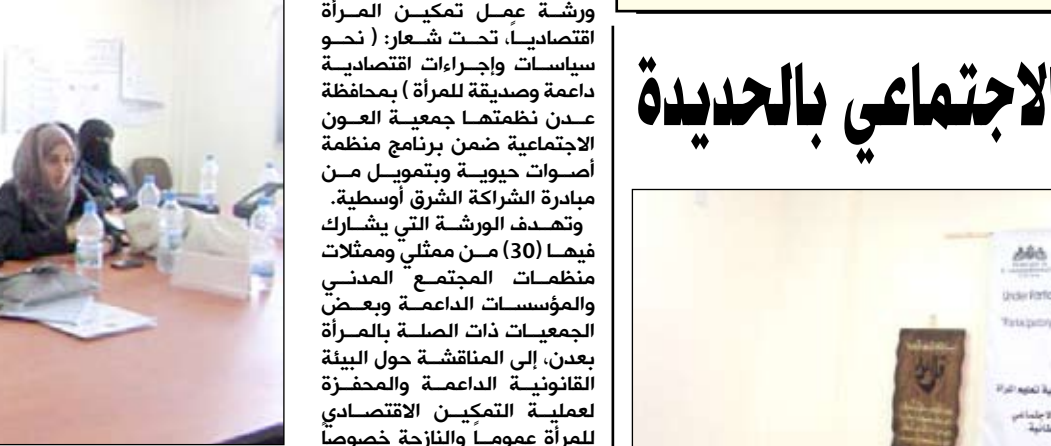 ورشة عمل تمكين المرأة
اقتصادياً، تحت شعار: ( نحو
سياسات وإجراءات اقتصادية
داعمة وصديقة للمرأة ) بمحافظة
عدن نظمتها جمعية العون
الاجتماعية ضمن برنامج منظمة
أصوات حيوية وبتمويل من
مبادرة الشراكة الشرق أوسطية.
وتهدف الورشة التي يشارك
فيها (30) من ممثلي وممثلات
منظمات المجتمع المدني
والمؤسسات الداعمة وبعض
الجمعيات ذات الصلة بالمرأة
بعدن، إلى المناقشة حول البيئة
القانونية الداعمة والمحفزة
لعملية التمكين الاقتصادي
للمرأة عموماً والنازحة خصوصاً
الاجتماعي بالحديدة